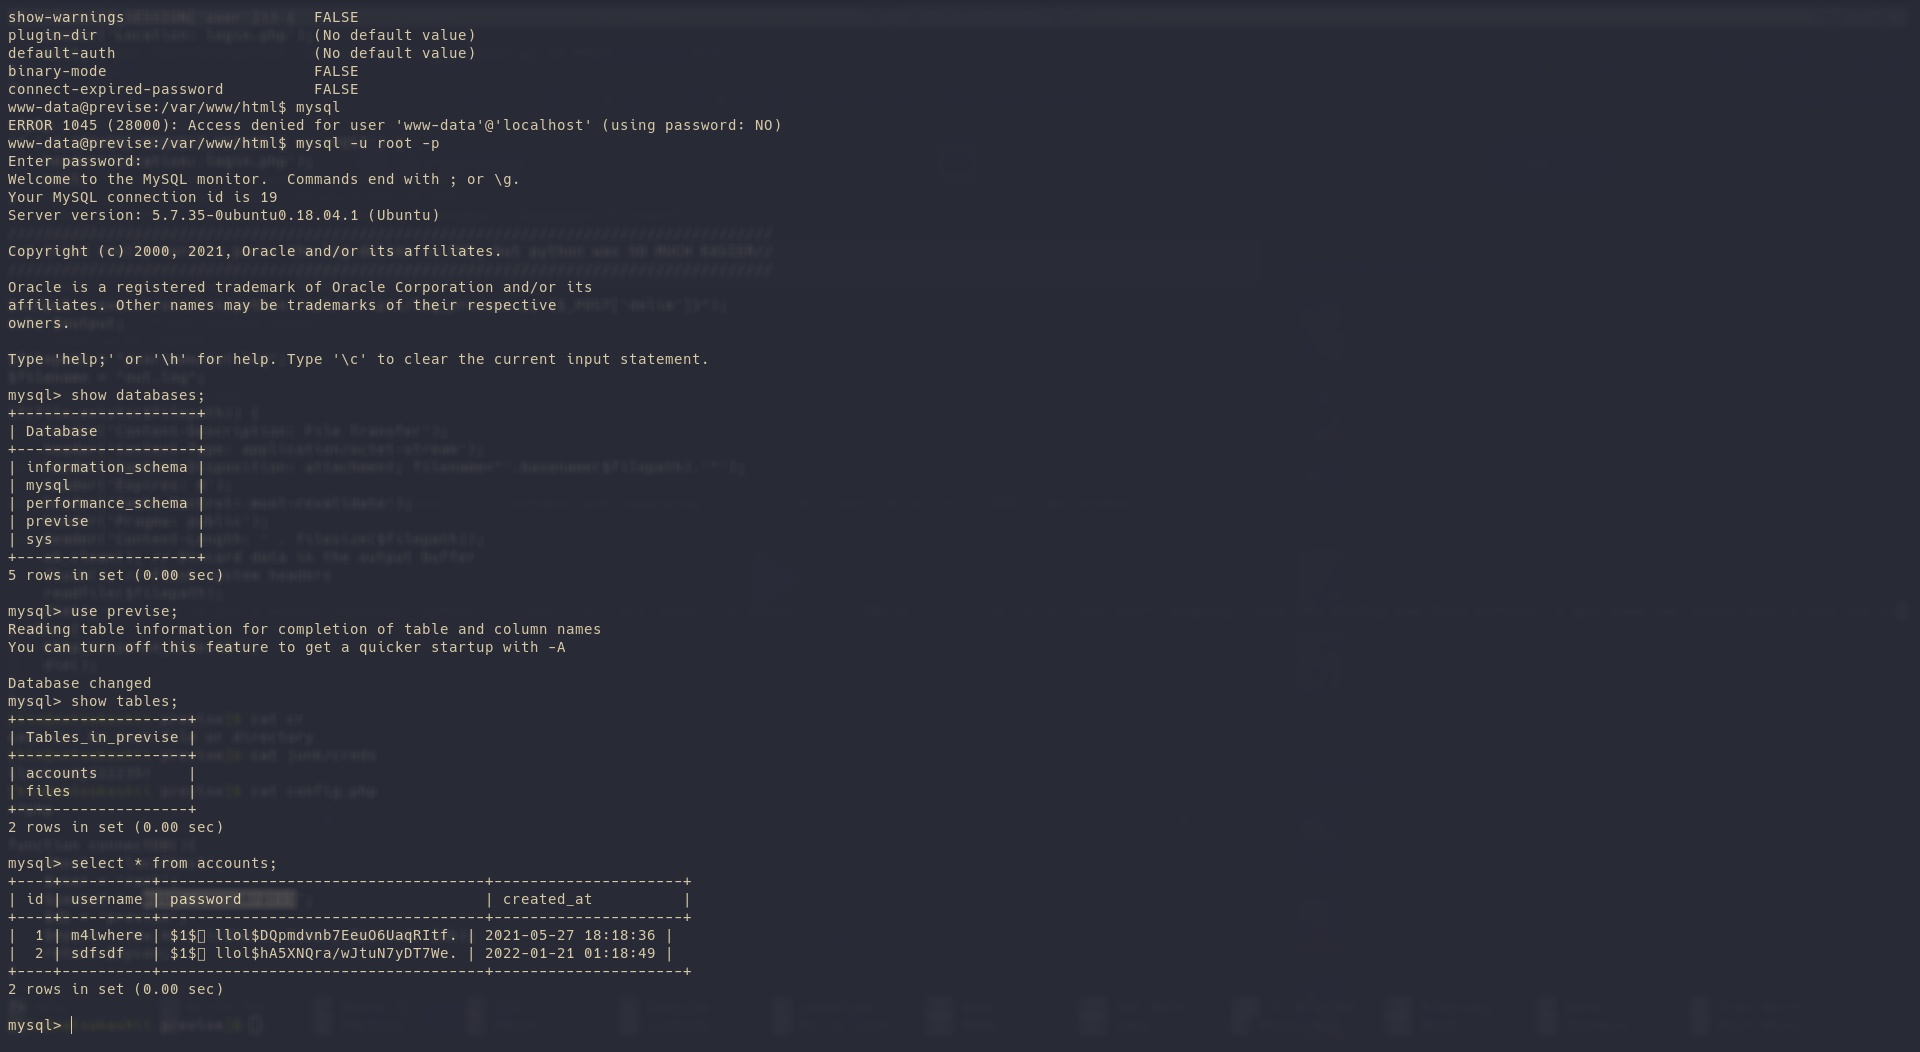 show-warnings                     FALSE
plugin-dir                        (No default value)
default-auth                      (No default value)
binary-mode                       FALSE
connect-expired-password          FALSE
www-data@previse:/var/www/html$ mysql
ERROR 1045 (28000): Access denied for user 'www-data'@'localhost' (using password: NO)
www-data@previse:/var/www/html$ mysql -u root -p
Enter password:
Welcome to the MySQL monitor.  Commands end with ; or \g.
Your MySQL connection id is 19
Server version: 5.7.35-0ubuntu0.18.04.1 (Ubuntu)
Copyright (c) 2000, 2021, Oracle and/or its affiliates.
Oracle is a registered trademark of Oracle Corporation and/or its
affiliates. Other names may be trademarks of their respective
owners.
Type 'help;' or '\h' for help. Type '\c' to clear the current input statement.
mysql> show databases;
+--------------------+
| Database           |
+--------------------+
| information_schema |
| mysql              |
| performance_schema |
| previse            |
| sys                |
+--------------------+
5 rows in set (0.00 sec)
mysql> use previse;
Reading table information for completion of table and column names
You can turn off this feature to get a quicker startup with -A
Database changed
mysql> show tables;
+-------------------+
| Tables_in_previse |
+-------------------+
| accounts          |
| files             |
+-------------------+
2 rows in set (0.00 sec)
mysql> select * from accounts;
+----+----------+------------------------------------+---------------------+
| id | username | password                           | created_at          |
+----+----------+------------------------------------+---------------------+
|  1 | m4lwhere | $1$ llol$DQpmdvnb7EeuO6UaqRItf. | 2021-05-27 18:18:36 |
|  2 | sdfsdf   | $1$ llol$hA5XNQra/wJtuN7yDT7We. | 2022-01-21 01:18:49 |
+----+----------+------------------------------------+---------------------+
2 rows in set (0.00 sec)
mysql>